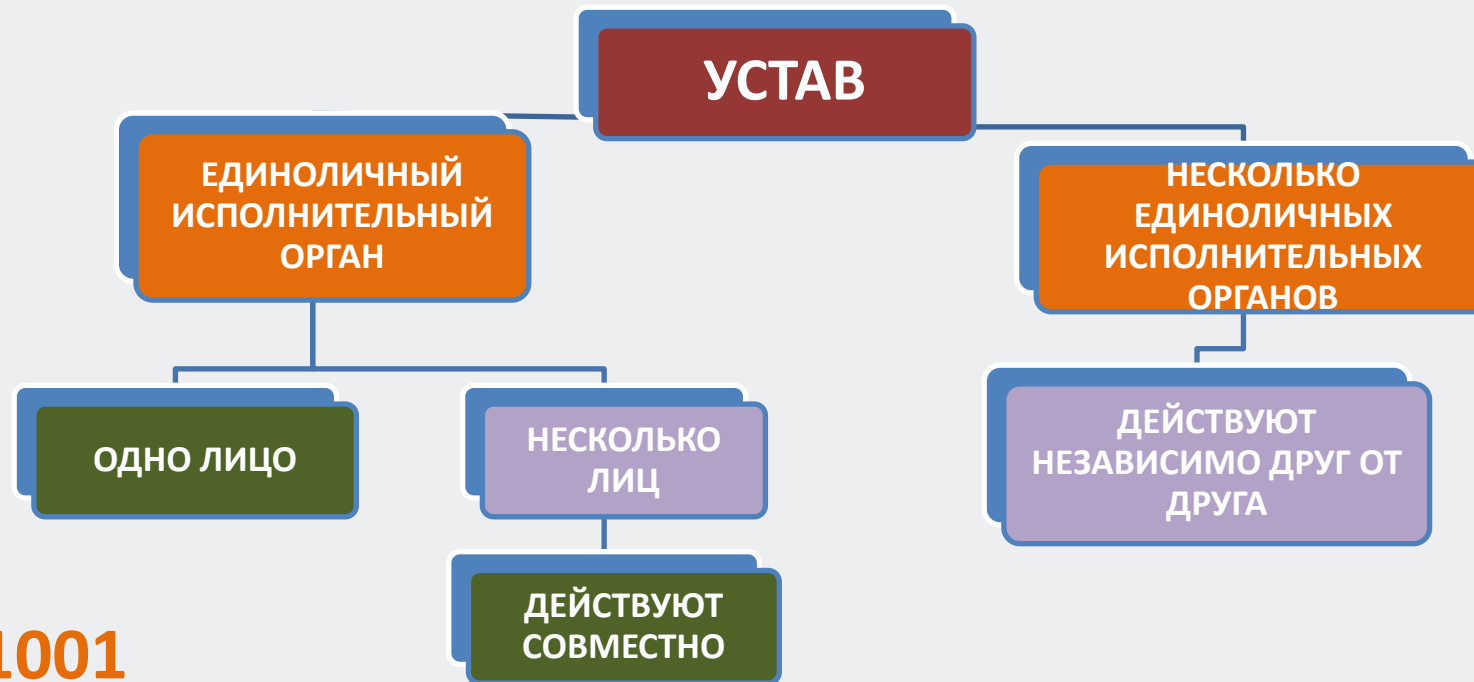 УСТАВ
ЕДИНОЛИЧНЫЙ
ИСПОЛНИТЕЛЬНЫЙ
ОРГАН
НЕСКОЛЬКО
ЕДИНОЛИЧНЫХ
ИСПОЛНИТЕЛЬНЫХ
ОРГАНОВ
ОДНО ЛИЦО
НЕСКОЛЬКО
ЛИЦ
ДЕЙСТВУЮТ
НЕЗАВИСИМО ДРУГ ОТ
ДРУГА
ДЕЙСТВУЮТ
СОВМЕСТНО
1001